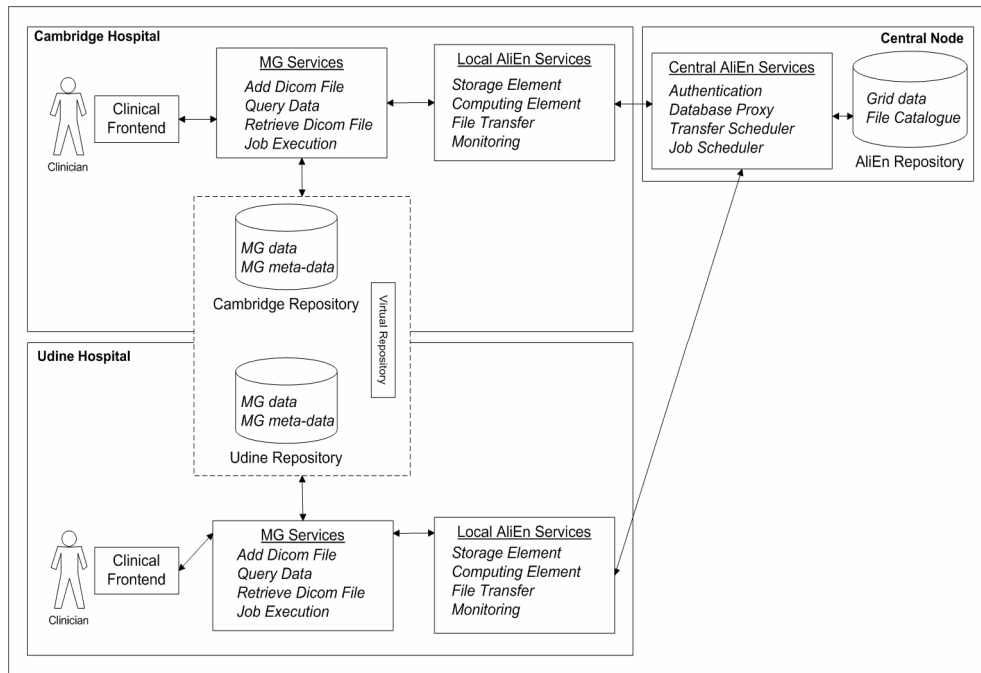 Cambridge Hospital
Clinician
Clinical
Frontend
MG Services
Add Dicom File
Query Data
Retrieve Dicom File
Job Execution
Local AliEn Services
Storage Element
Computing Element
File Transfer
Monitoring
Central Node
Central AliEn Services
Authentication
Database Proxy
Transfer Scheduler
Job Scheduler
Grid data
File Catalogue
AliEn Repository
MG data
MG meta-data
Cambridge Repository
Virtual Repository
Udine Hospital
MG data
MG meta-data
Udine Repository
Clinician
Clinical
Frontend
MG Services
Add Dicom File
Query Data
Retrieve Dicom File
Job Execution
Local AliEn Services
Storage Element
Computing Element
File Transfer
Monitoring